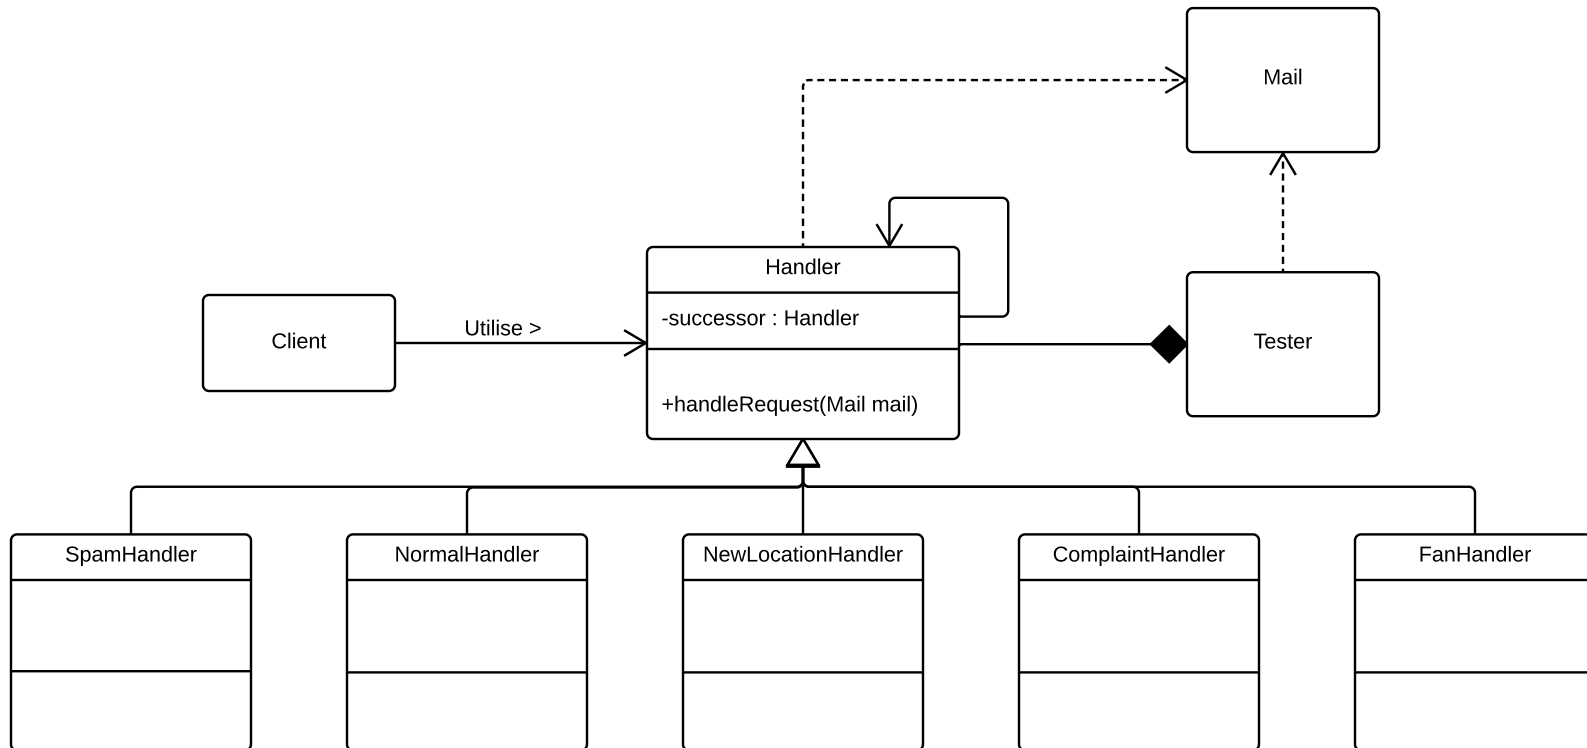 Mail
Handler
-successor : Handler
Client
Utilise >
Tester
+handleRequest(Mail mail)
SpamHandler
NormalHandler
NewLocationHandler
ComplaintHandler
FanHandler